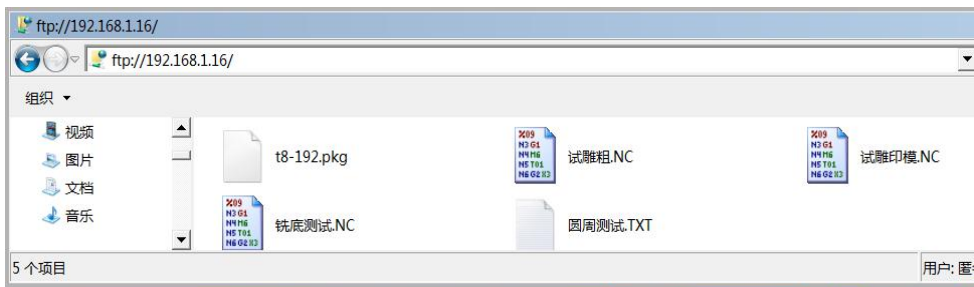 ftp://192.168.1.16/
ftp://192.168.1.16/
组织
视频
图片
文档
音乐
t8-192.pkg
试雕粗.NC
试雕印模.NC
铣底测试.NC
圆周测试.TXT
5 个项目
用户: 匿